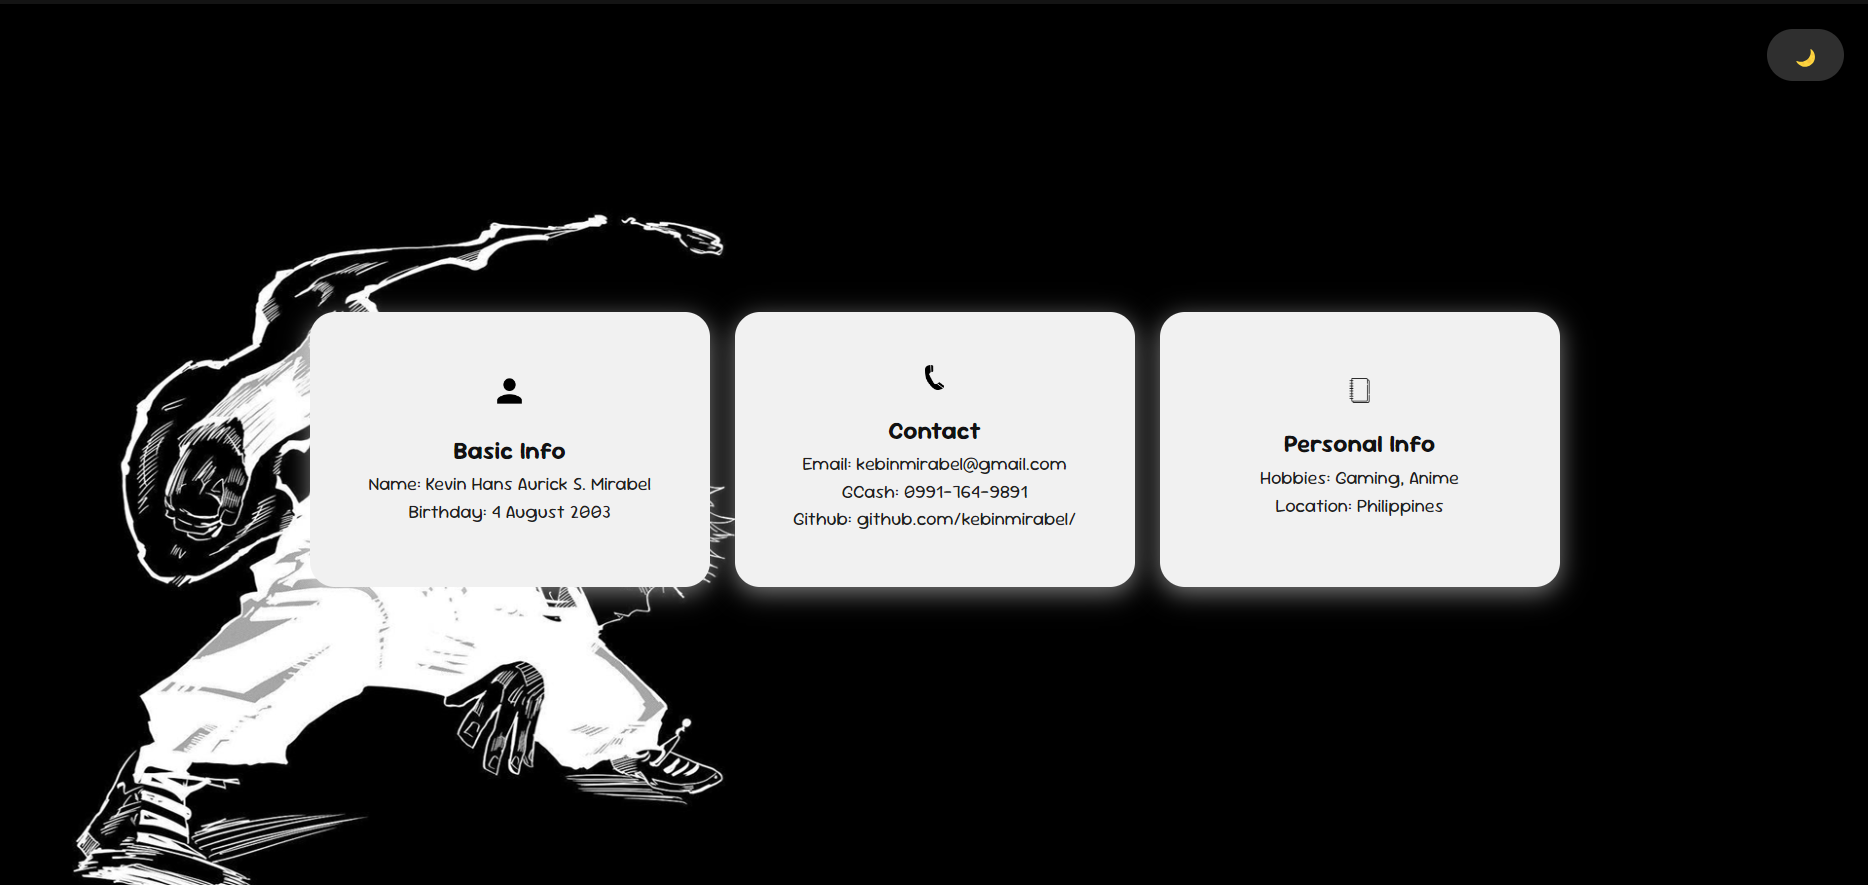 Basic Info
Name: Kevin Hans Aurick S. Mirabel
Birthday: 4 August 2003
Contact
Email: kebinmirabel@gmail.com
GCash: 0991-764-9891
Github: github.com/kebinmirabel/
Personal Info
Hobbies: Gaming, Anime
Location: Philippines